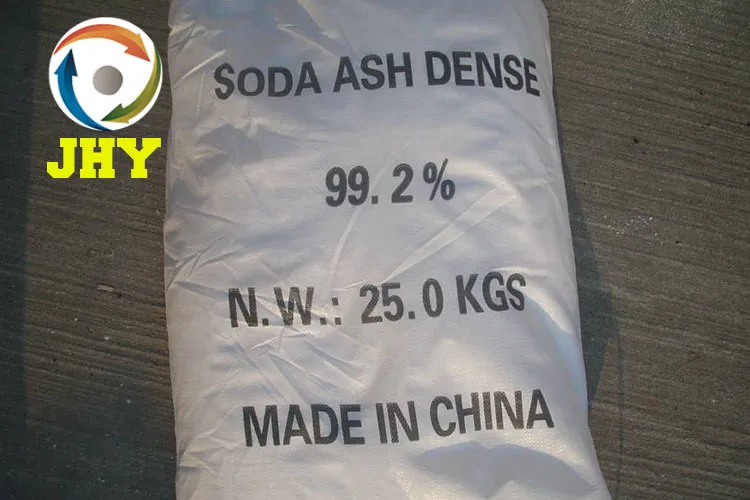 JHY
SODA ASH DENSE
99.2%
N.W.: 25.0 KGS
MADE IN CHINA